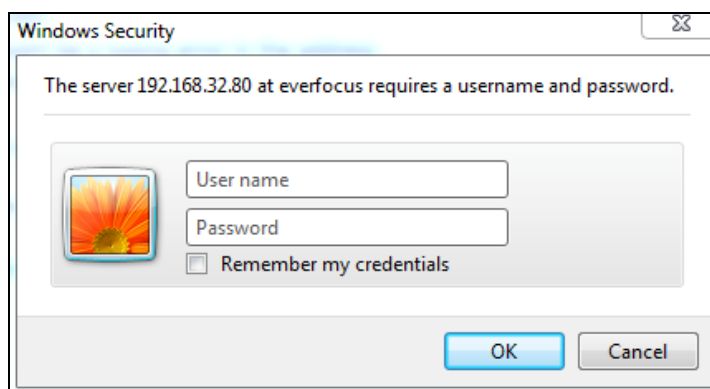 Windows Security
The server 192.168.32.80 at everfocus requires a username and password.
User name
Password
Remember my credentials
OK
Cancel